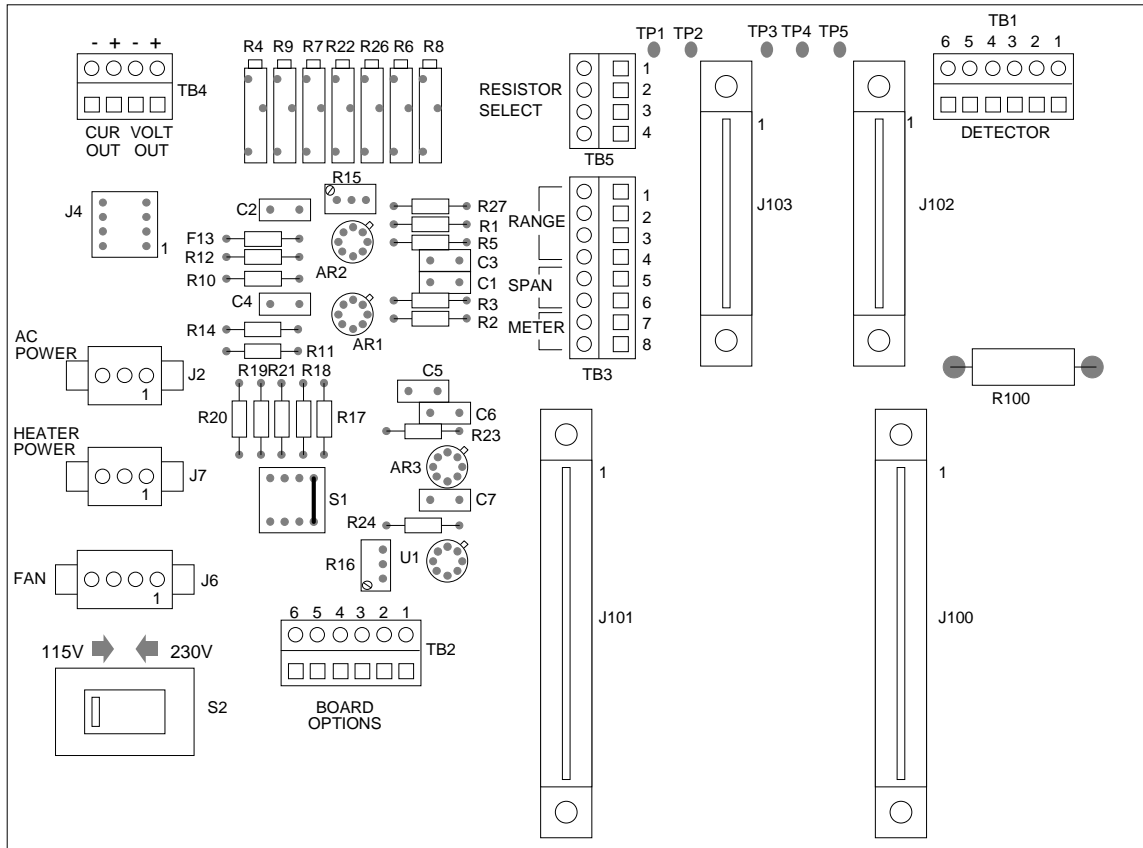 - + - +
TB4
CUR VOLT
OUT OUT
R4 R9 R7 R22 R26 R6 R8
RESISTOR
SELECT
1
2
3
4
TB5
TP1 TP2 TP3 TP4 TP5
TB1
6 5 4 3 2 1
DETECTOR
1
J103
1
J102
J4
1
C2
R15
F13
R12
R10
AR2
C4
R14
R11
AR1
R27
R1
R5
C3
C1
R3
R2
RANGE
SPAN
METER
1
2
3
4
5
6
7
8
TB3
AC
POWER
J2
1
R19 R21 R18
R20
R17
C5
C6
R23
R100
HEATER
POWER
J7
1
S1
AR3
C7
R24
U1
R16
1
J101
1
J100
FAN
J6
1
6 5 4 3 2 1
TB2
BOARD
OPTIONS
115V 230V
S2